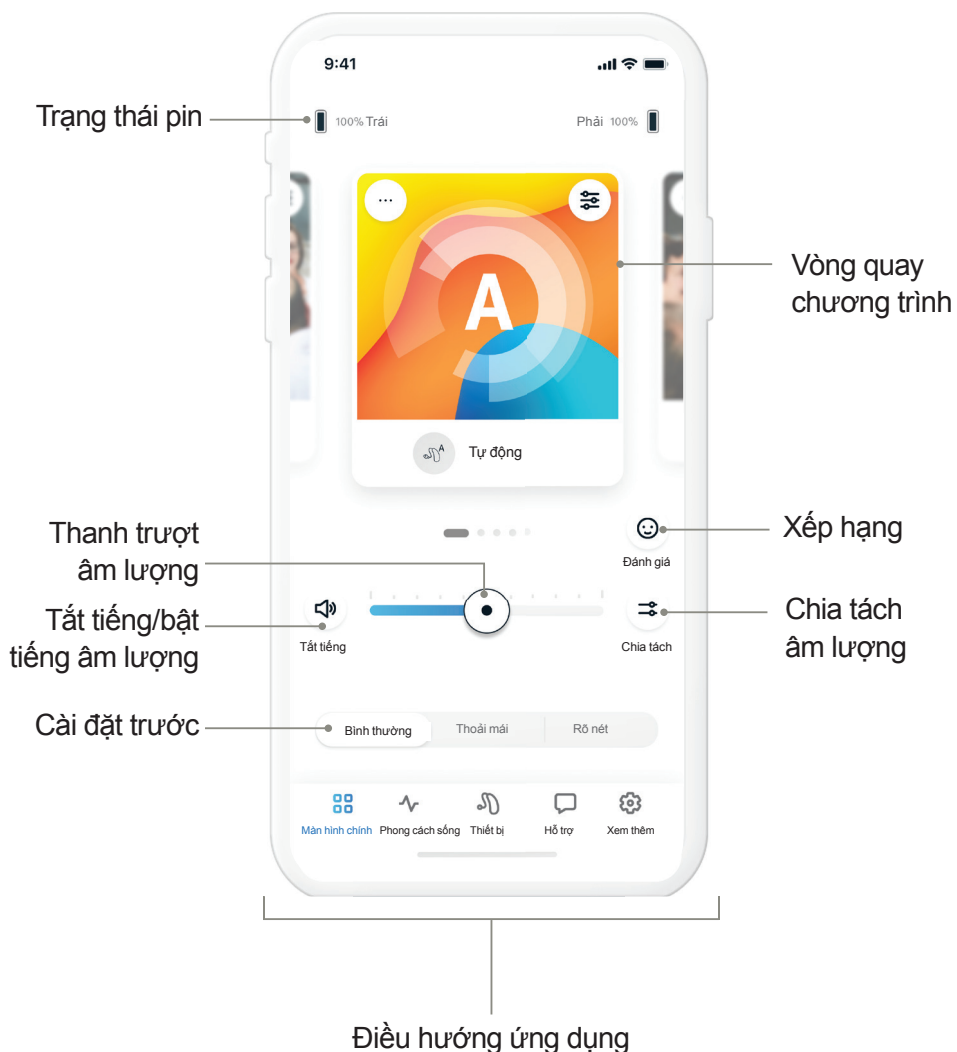 9:41
Trạng thái pin
100% Trái
Phải 100%
A
Vòng quay
chương trình
A
Tự động
Thanh trượt
âm lượng
Xếp hạng
Đánh giá
Tắt tiếng/bật
tiếng âm lượng
Tắt tiếng
Chia tách
Chia tách
âm lượng
Cài đặt trước
Bình thường
Thoải mái
Rõ nét
Màn hình chính
Phong cách sống
Thiết bị
Hỗ trợ
Xem thêm
Điều hướng ứng dụng